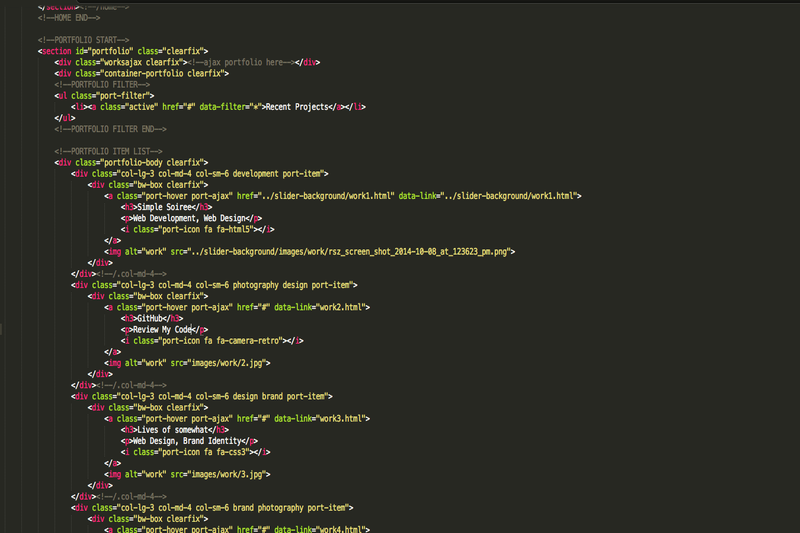 </section><!--/HOME-->
<!--HOME END-->
<!--PORTFOLIO START-->
<section id="portfolio" class="clearfix">
<div class="worksajax clearfix"><!--ajax portfolio here--></div>
<div class="container-portfolio clearfix">
<!--PORTFOLIO FILTER-->
<ul class="port-filter">
<li><a class="active" href="#" data-filter="*">Recent Projects</a></li>
</ul>
<!--PORTFOLIO FILTER END-->
<!--PORTFOLIO ITEM LIST-->
<div class="portfolio-body clearfix">
<div class="col-lg-3 col-md-4 col-sm-6 development port-item">
<div class="bw-box clearfix">
<a class="port-hover port-ajax" href="../slider-background/work1.html" data-link="../slider-background/work1.html">
<h3>Simple Soiree</h3>
<p>Web Development, Web Design</p>
<i class="port-icon fa fa-html5"></i>
</a>
<img alt="work" src="../slider-background/images/work/rsz_screen_shot_2014-10-08_at_123623_pm.png">
</div>
</div><!--/.col-md-4-->
<div class="col-lg-3 col-md-4 col-sm-6 photography design port-item">
<div class="bw-box clearfix">
<a class="port-hover port-ajax" href="#" data-link="work2.html">
<h3>GitHub</h3>
<p>Review My Code</p>
<i class="port-icon fa fa-camera-retro"></i>
</a>
<img alt="work" src="images/work/2.jpg">
</div>
</div><!--/.col-md-4-->
<div class="col-lg-3 col-md-4 col-sm-6 design brand port-item">
<div class="bw-box clearfix">
<a class="port-hover port-ajax" href="#" data-link="work3.html">
<h3>Lives of somewhat</h3>
<p>Web Design, Brand Identity</p>
<i class="port-icon fa fa-css3"></i>
</a>
<img alt="work" src="images/work/3.jpg">
</div>
</div><!--/.col-md-4-->
<div class="col-lg-3 col-md-4 col-sm-6 brand photography port-item">
<div class="bw-box clearfix">
<a class="port-hover port-ajax" href="#" data-link="work4.html">